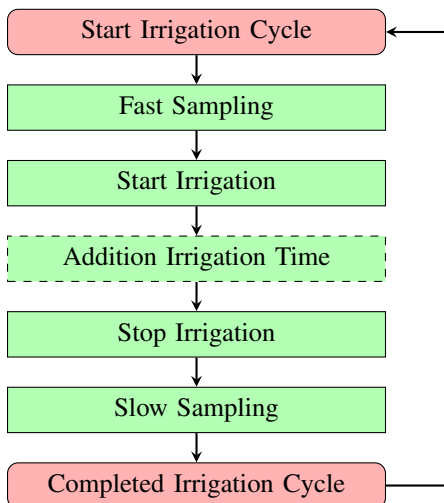 Start Irrigation Cycle
Fast Sampling
Start Irrigation
Addition Irrigation Time
Stop Irrigation
Slow Sampling
Completed Irrigation Cycle